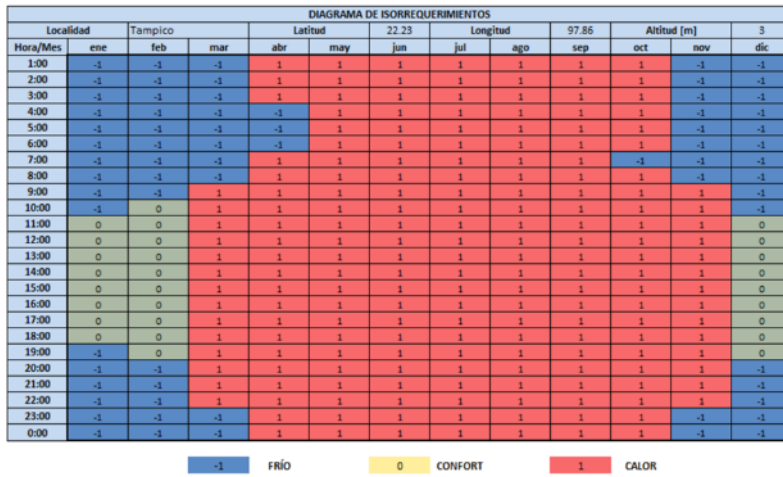 DIAGRAMA DE ISORREQUERIMIENTOS
Localidad Tampico Latitud 22.23 Longitud 97.86 Altitud [m] 3
Hora/Mes ene feb mar abr may jun jul ago sep oct nov dic
1:00 -1 -1 -1 1 1 1 1 1 1 1 -1 -1
2:00 -1 -1 -1 1 1 1 1 1 1 1 -1 -1
3:00 -1 -1 -1 1 1 1 1 1 1 1 -1 -1
4:00 -1 -1 -1 -1 1 1 1 1 1 1 -1 -1
5:00 -1 -1 -1 -1 1 1 1 1 1 1 -1 -1
6:00 -1 -1 -1 -1 1 1 1 1 1 1 -1 -1
7:00 -1 -1 -1 1 1 1 1 1 1 -1 -1 -1
8:00 -1 -1 -1 1 1 1 1 1 1 1 -1 -1
9:00 -1 -1 1 1 1 1 1 1 1 1 1 -1
10:00 -1 0 1 1 1 1 1 1 1 1 1 -1
11:00 0 0 1 1 1 1 1 1 1 1 1 0
12:00 0 0 1 1 1 1 1 1 1 1 1 0
13:00 0 0 1 1 1 1 1 1 1 1 1 0
14:00 0 0 1 1 1 1 1 1 1 1 1 0
15:00 0 0 1 1 1 1 1 1 1 1 1 0
16:00 0 0 1 1 1 1 1 1 1 1 1 0
17:00 0 0 1 1 1 1 1 1 1 1 1 0
18:00 0 0 1 1 1 1 1 1 1 1 1 0
19:00 -1 0 1 1 1 1 1 1 1 1 1 0
20:00 -1 -1 1 1 1 1 1 1 1 1 1 -1
21:00 -1 -1 1 1 1 1 1 1 1 1 1 -1
22:00 -1 -1 1 1 1 1 1 1 1 1 1 -1
23:00 -1 -1 -1 1 1 1 1 1 1 1 -1 -1
0:00 -1 -1 -1 1 1 1 1 1 1 1 -1 -1
-1 FRÍO 0 CONFORT 1 CALOR